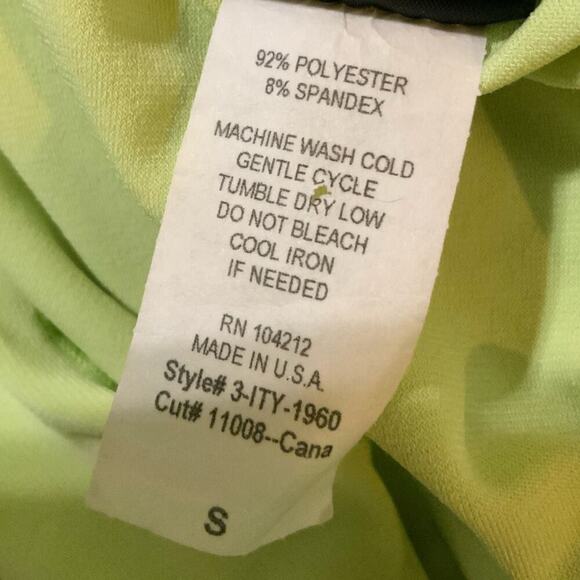 92% POLYESTER
8% SPANDEX
MACHINE WASH COLD
GENTLE CYCLE
TUMBLE DRY LOW
DO NOT BLEACH
COOL IRON
IF NEEDED
RN 104212
MADE IN U.S.A.
Style# 3-ITY-1960
Cut# 11008--Cana
S